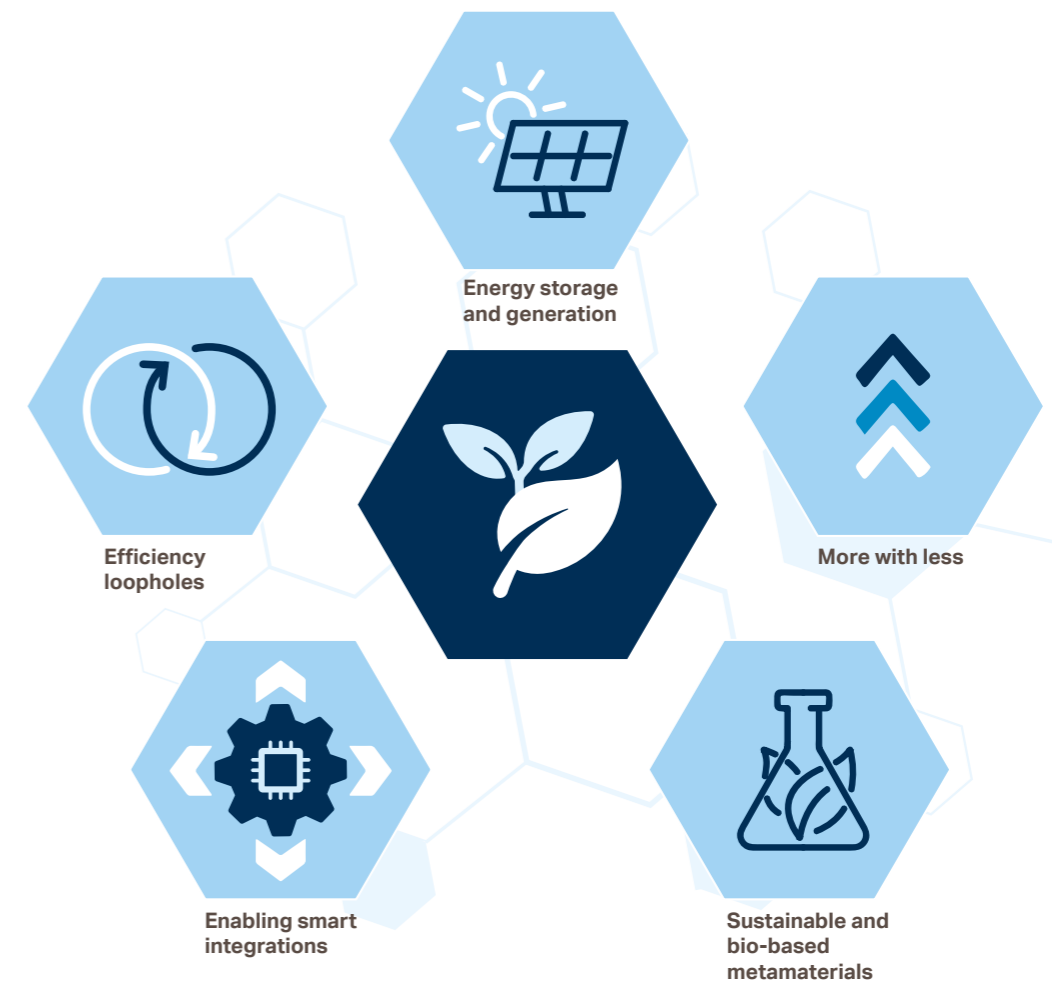 Energy storage
and generation
Efficiency
loopholes
More with less
Enabling smart
integrations
Sustainable and
bio-based
metamaterials